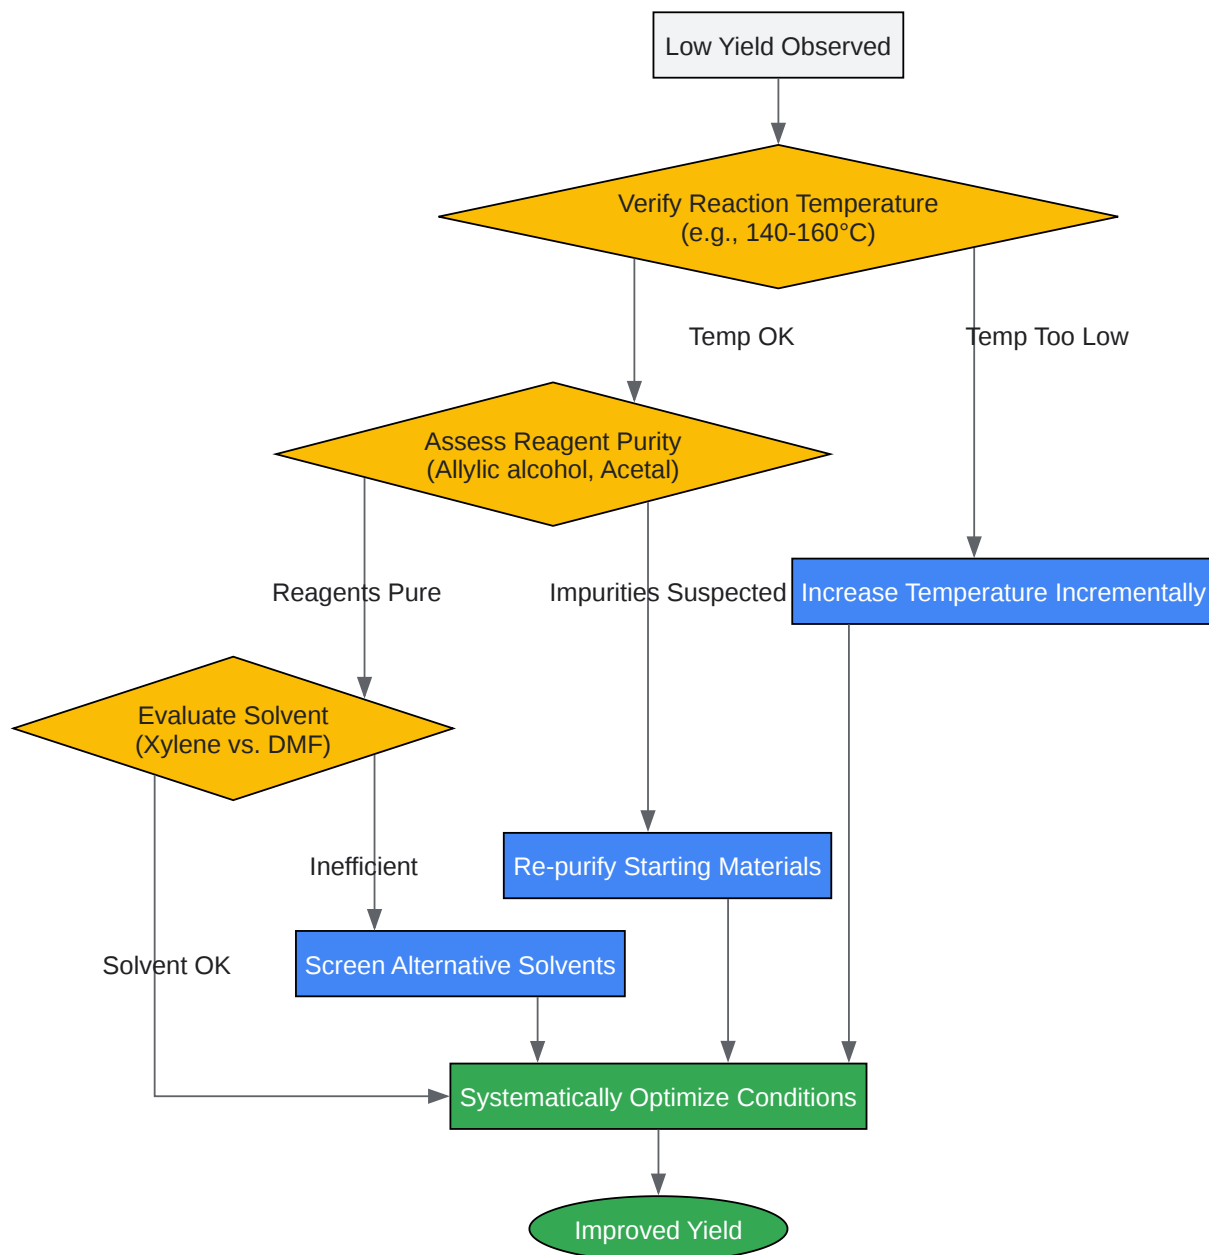 Low Yield Observed
Verify Reaction Temperature
(e.g., 140-160°C)
Temp OK
Temp Too Low
Assess Reagent Purity
(Allylic alcohol, Acetal)
Reagents Pure
Impurities Suspected
Increase Temperature Incrementally
Evaluate Solvent
(Xylene vs. DMF)
Inefficient
Re-purify Starting Materials
Solvent OK
Screen Alternative Solvents
Systematically Optimize Conditions
Improved Yield